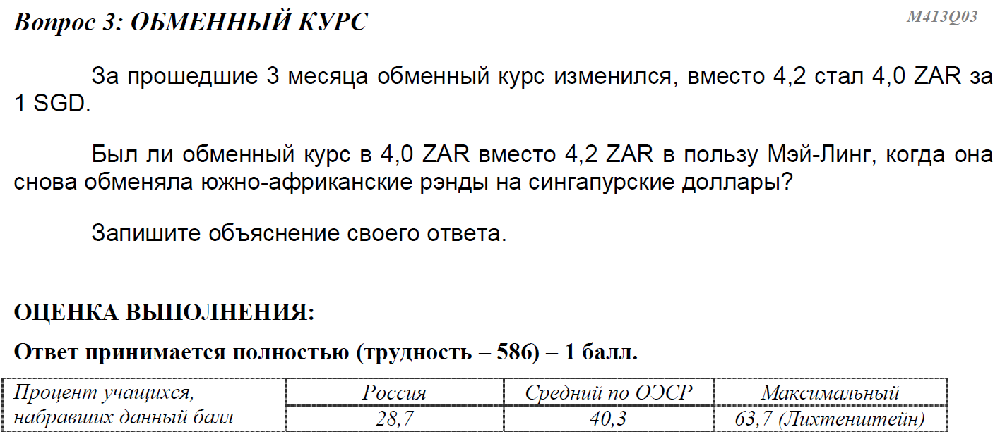 Вопрос 3: ОБМЕННЫЙ КУРС
M413Q03
За прошедшие 3 месяца обменный курс изменился, вместо 4,2 стал 4,0 ZAR за
1 SGD.
Был ли обменный курс в 4,0 ZAR вместо 4,2 ZAR в пользу Мэй-Линг, когда она
снова обменяла южно-африканские рэнды на сингапурские доллары?
Запишите объяснение своего ответа.
ОЦЕНКА ВЫПОЛНЕНИЯ:
Ответ принимается полностью (трудность – 586) – 1 балл.
Процент учащихся,
набравших данный балл
Россия
Средний по ОЭСР
Максимальный
28,7
40,3
63,7 (Лихтенштейн)